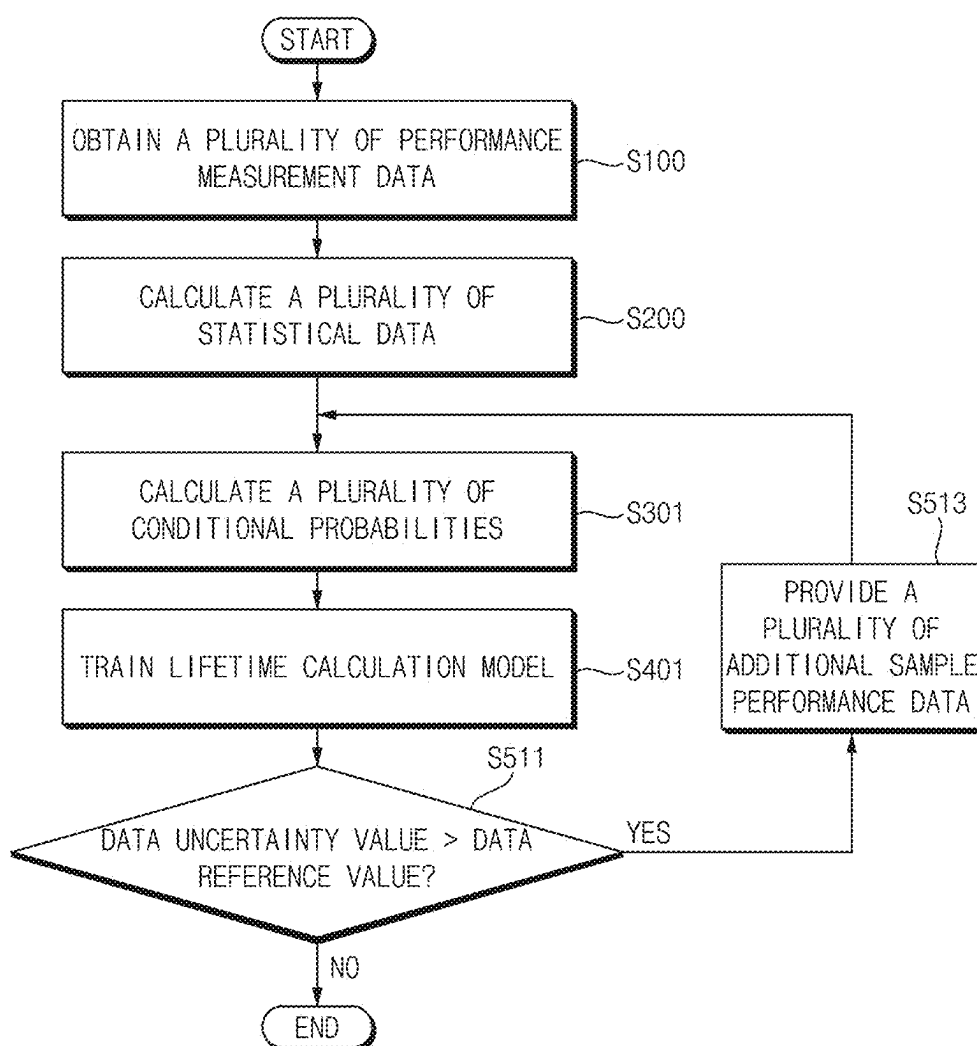 START
OBTAIN A PLURALITY OF PERFORMANCE
MEASUREMENT DATA
S100
CALCULATE A PLURALITY OF
STATISTICAL DATA
S200
CALCULATE A PLURALITY OF
CONDITIONAL PROBABILITIES
S301
S513
PROVIDE A
PLURALITY OF
ADDITIONAL SAMPLE
PERFORMANCE DATA
TRAIN LIFETIME CALCULATION MODEL
S401
S511
DATA UNCERTAINTY VALUE > DATA
REFERENCE VALUE?
YES
NO
END